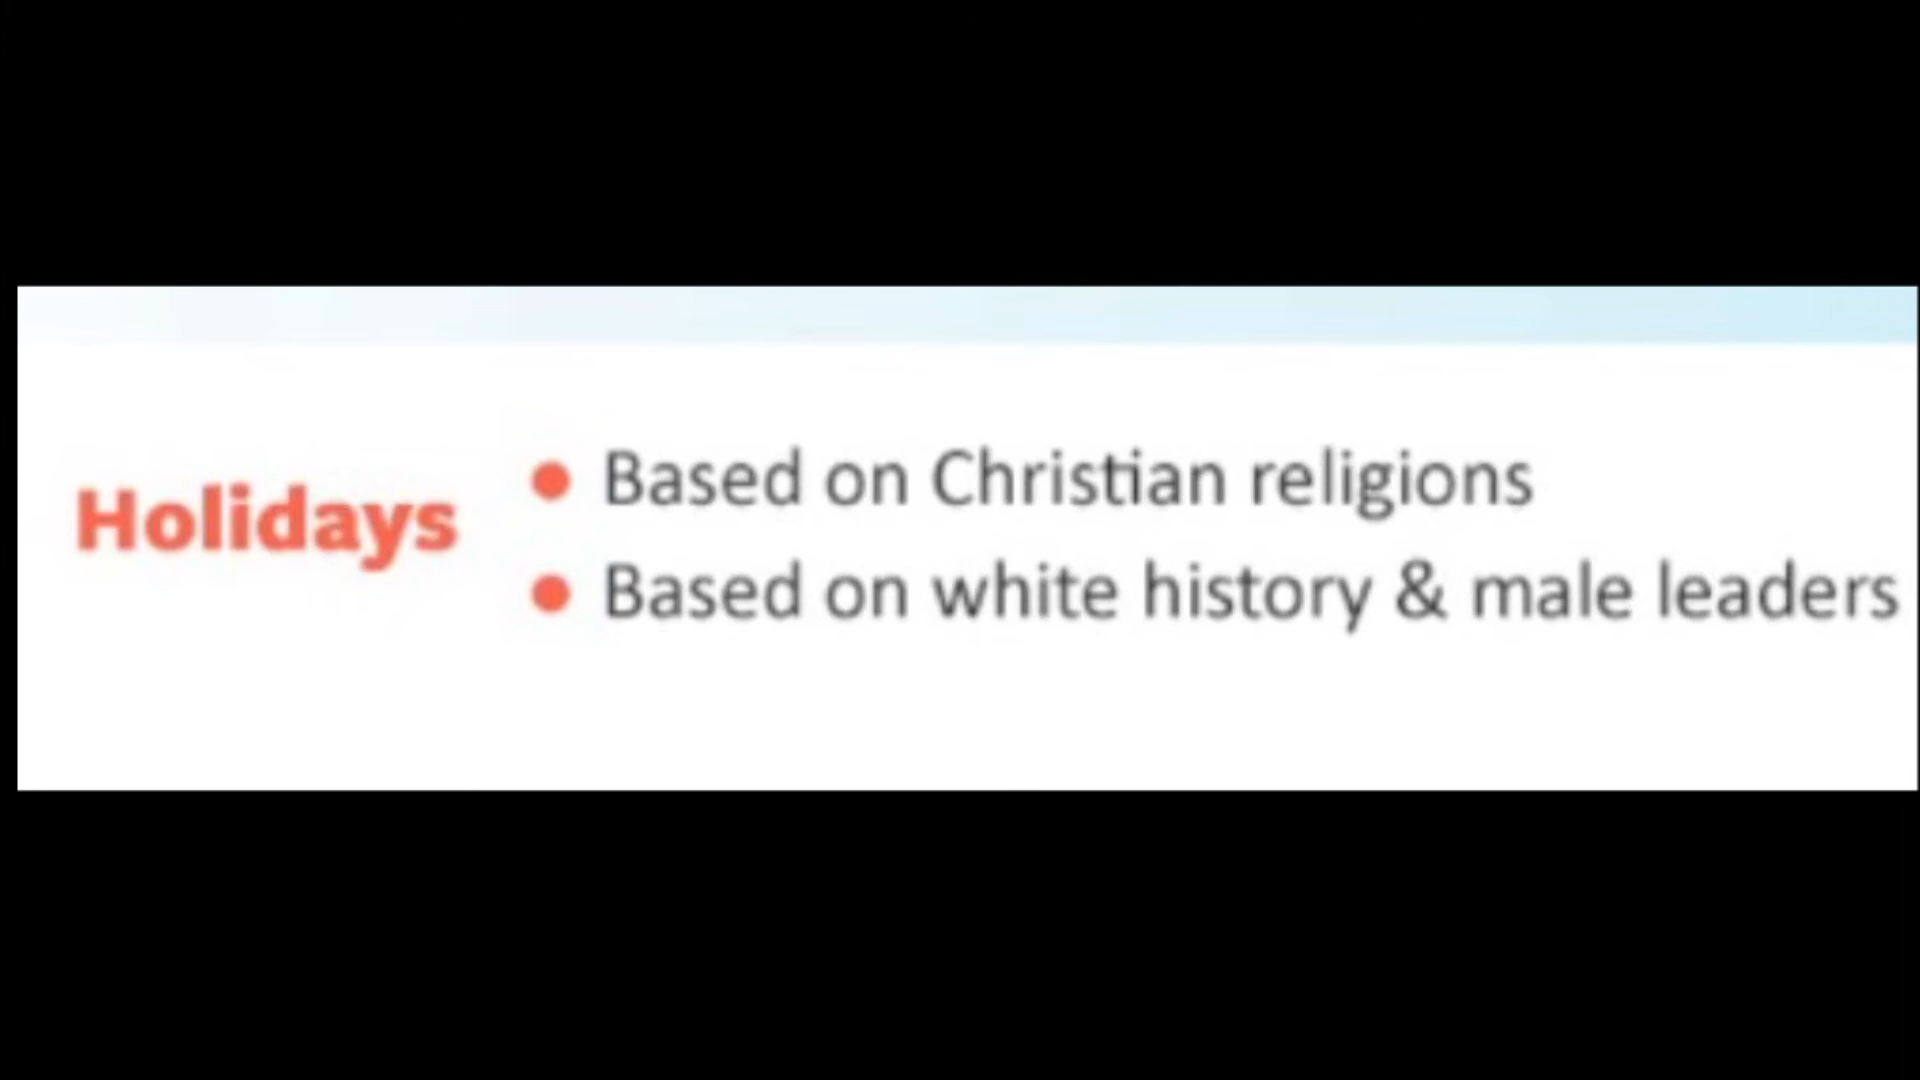 Holidays
Based on Christian religions
Based on white history & male leaders